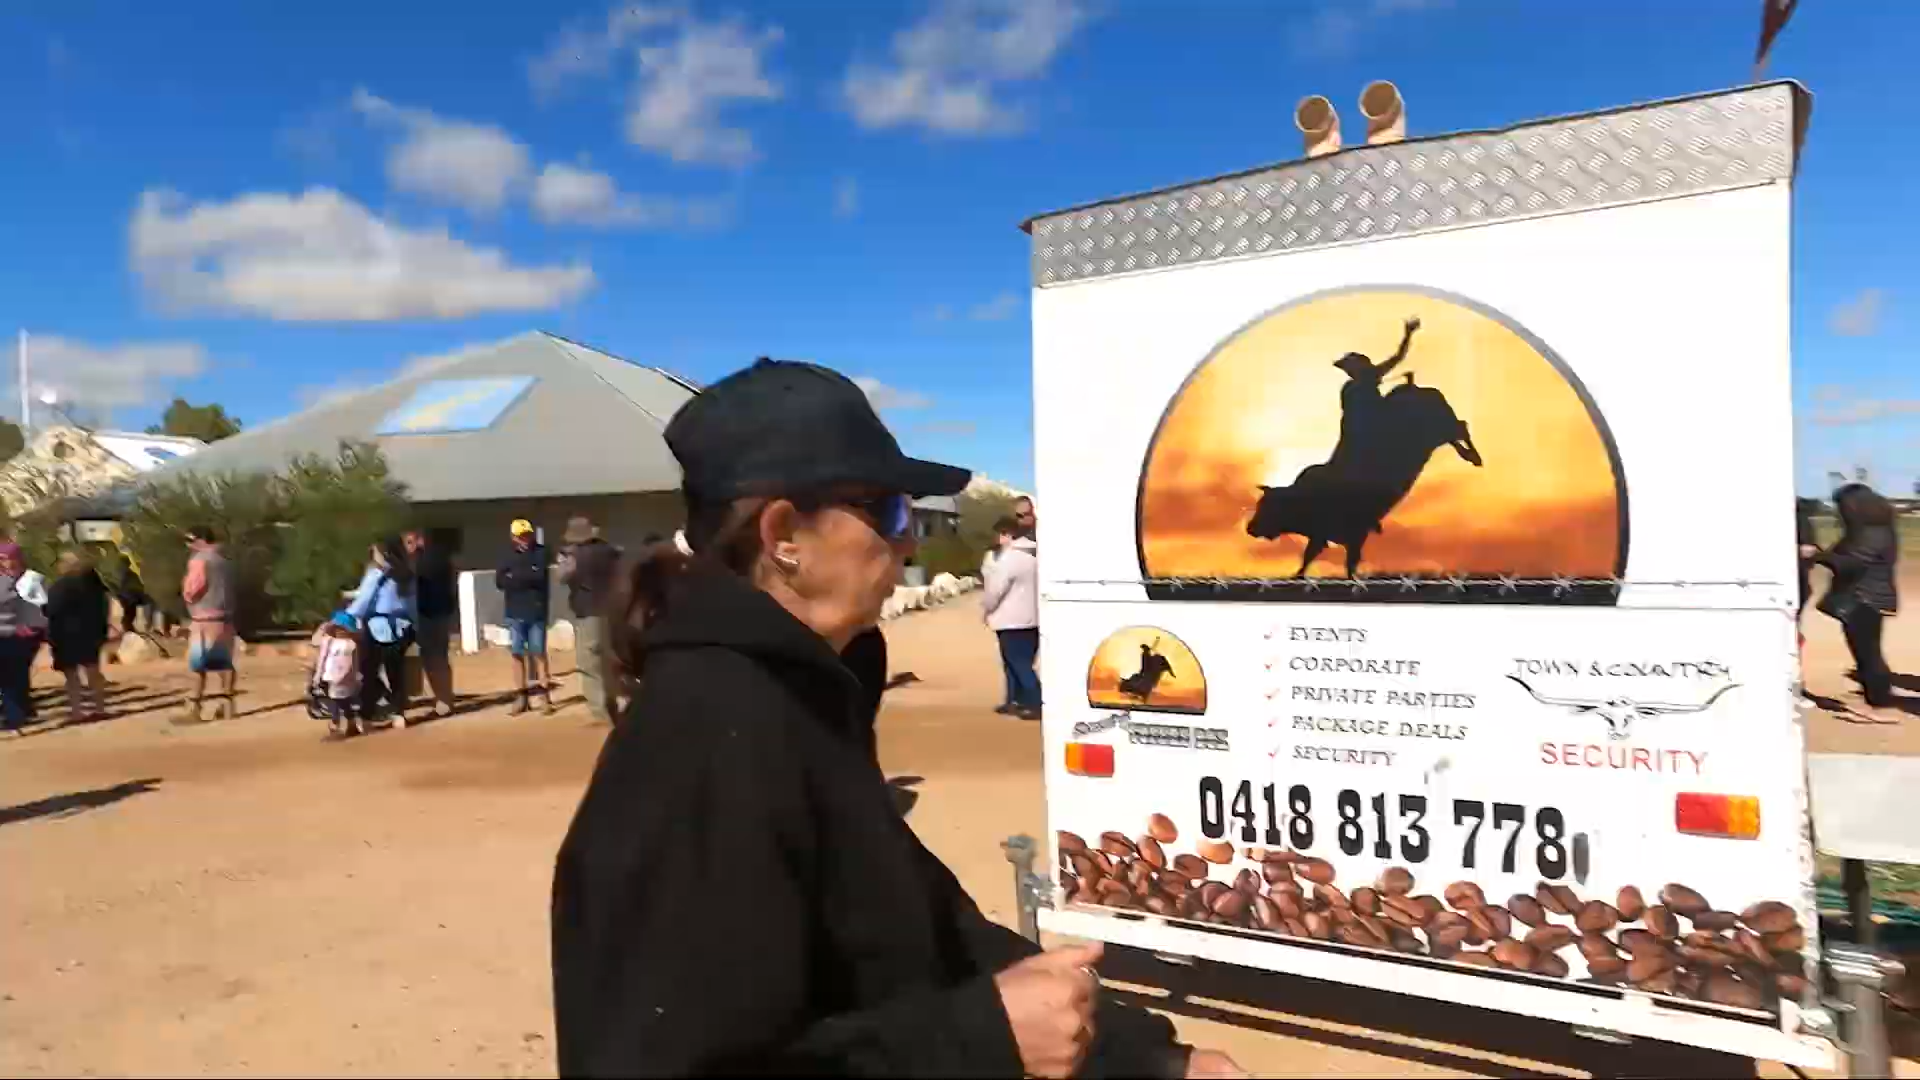 EVENTS
CORPORATE
PRIVATE PARTIES
PACKAGE DEALS
SECURITY
TOWN & COUNTRY
SECURITY
0418 813 778